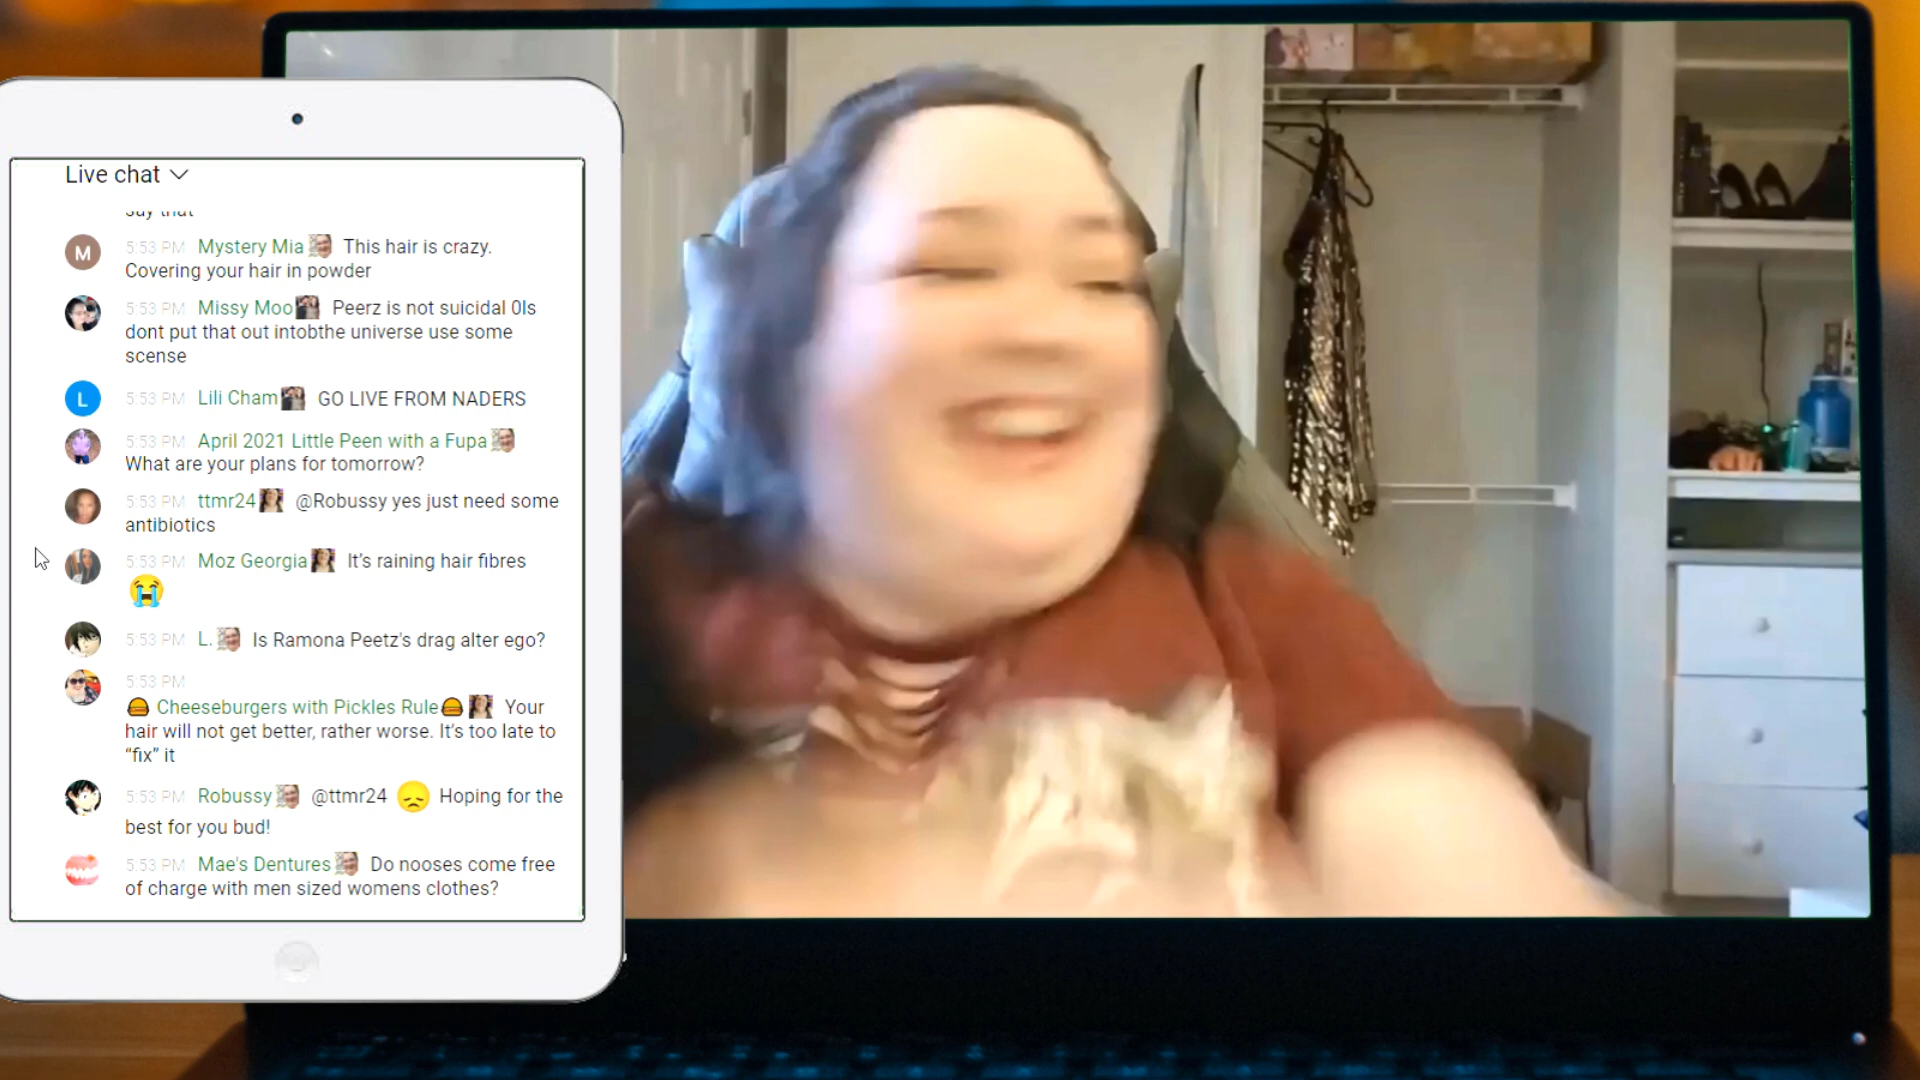 Live chat
say that
5:53 PM Mystery Mia This hair is crazy.
Covering your hair in powder
5:53 PM Missy Moo Peerz is not suicidal 0ls
dont put that out intobthe universe use some
scense
5:53 PM Lili Cham GO LIVE FROM NADERS
5:53 PM April 2021 Little Peen with a Fupa
What are your plans for tomorrow?
5:53 PM ttmr24 @Robussy yes just need some
antibiotics
5:53 PM Moz Georgia It's raining hair fibres
😭
5:53 PM L. Is Ramona Peetz's drag alter ego?
5:53 PM
🍔 Cheeseburgers with Pickles Rule🍔 Your
hair will not get better, rather worse. It's too late to
“fix” it
5:53 PM Robussy @ttmr24 😞 Hoping for the
best for you bud!
5:53 PM Mae's Dentures Do nooses come free
of charge with men sized womens clothes?
M
L